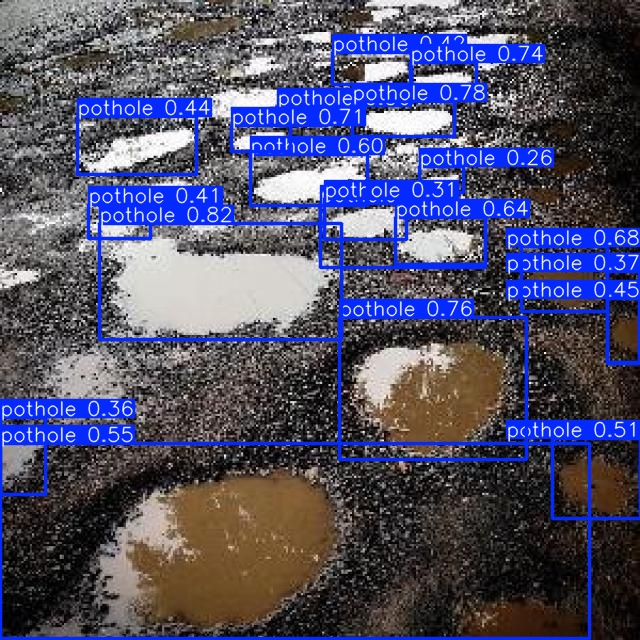 pothole 0.42
pothole 0.74
pothole 0.78
pothole
pothole 0.44
pothole 0.71
pothole 0.60
pothole 0.26
pothole 0.31
pothole 0.41
pothole 0.64
pothole 0.82
pothole 0.68
pothole 0.37
pothole 0.45
pothole 0.76
pothole 0.36
pothole 0.51
pothole 0.55